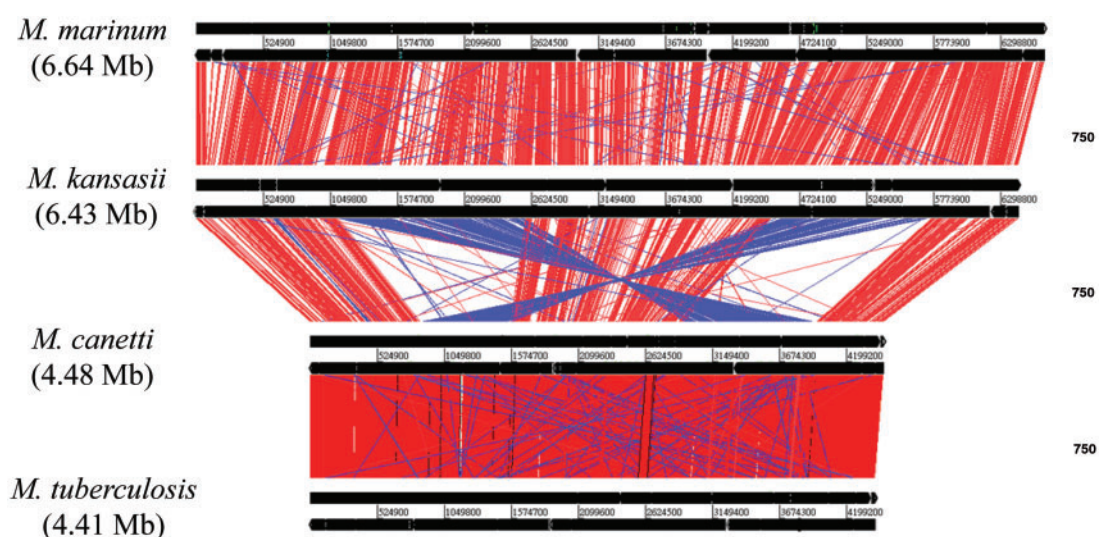 M. marinum
(6.64 Mb)
524900 1049800 1574700 2099600 2624500 3149400 3674300 4199200 4724100 5249000 5773900 6298800
750
M. kansasii
(6.43 Mb)
524900 1049800 1574700 2099600 2624500 3149400 3674300 4199200 4724100 5249000 5773900 6298800
750
M. canetti
(4.48 Mb)
524900 1049800 1574700 2099600 2624500 3149400 3674300 4199200
750
M. tuberculosis
(4.41 Mb)
524900 1049800 1574700 2099600 2624500 3149400 3674300 4199200